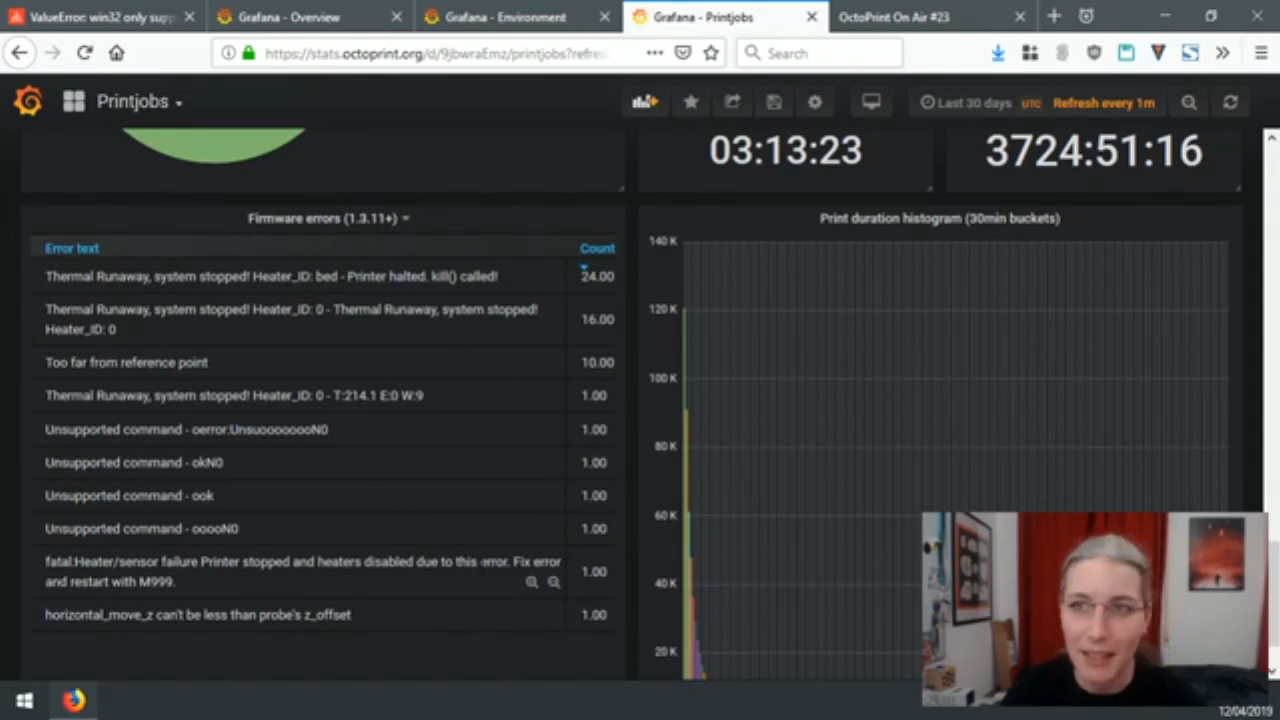 ValueError: win32 only supp
Grafana - Overview
Grafana - Environment
Grafana - Printjobs
OctoPrint On Air #23
https://stats.octoprint.org/d/9jbwraEmz/printjobs?refres
Search
Printjobs
Last 30 days UTC Refresh every 1m
03:13:23
3724:51:16
Firmware errors (1.3.11+)
Error text Count
Thermal Runaway, system stopped! Heater_ID: bed - Printer halted. kill() called! 24.00
Thermal Runaway, system stopped! Heater_ID: 0 - Thermal Runaway, system stopped!
Heater_ID: 0 16.00
Too far from reference point 10.00
Thermal Runaway, system stopped! Heater_ID: 0 - T:214.1 E:0 W:9 1.00
Unsupported command - oerror:UnsuooooooooN0 1.00
Unsupported command - okN0 1.00
Unsupported command - ook 1.00
Unsupported command - ooooN0 1.00
fatal:Heater/sensor failure Printer stopped and heaters disabled due to this error. Fix error
and restart with M999. 1.00
horizontal_move_z can't be less than probe's z_offset 1.00
Print duration histogram (30min buckets)
140 K
120 K
100 K
80 K
60 K
40 K
20 K
12/04/2019